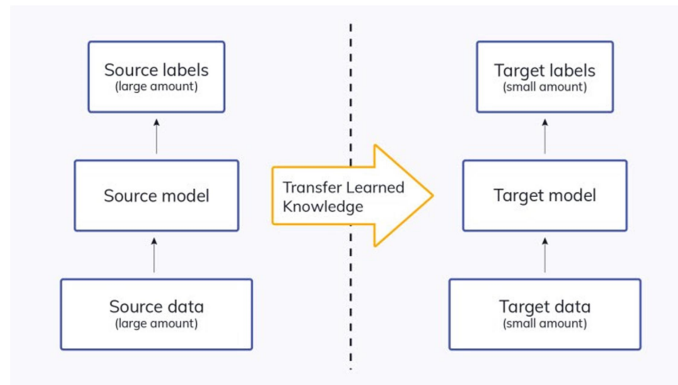 Source labels
(large amount)
Source model
Source data
(large amount)
Transfer Learned
Knowledge
Target labels
(small amount)
Target model
Target data
(small amount)